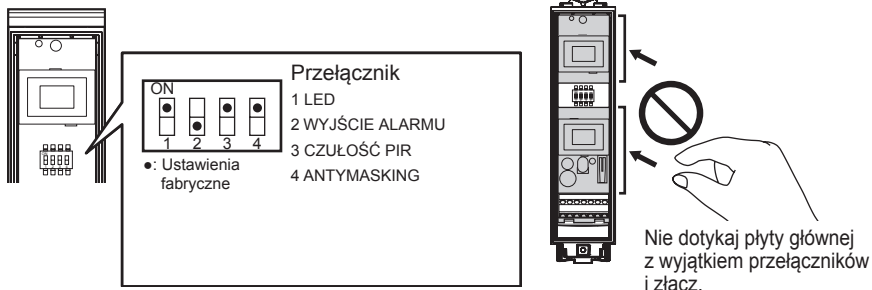 Przełącznik
ON
1 2 3 4
●: Ustawienia
fabryczne
1 LED
2 WYJŚCIE ALARMU
3 CZUŁOŚĆ PIR
4 ANTYMASKING
Nie dotykaj płyty głównej
z wyjątkiem przełączników
i złącz.